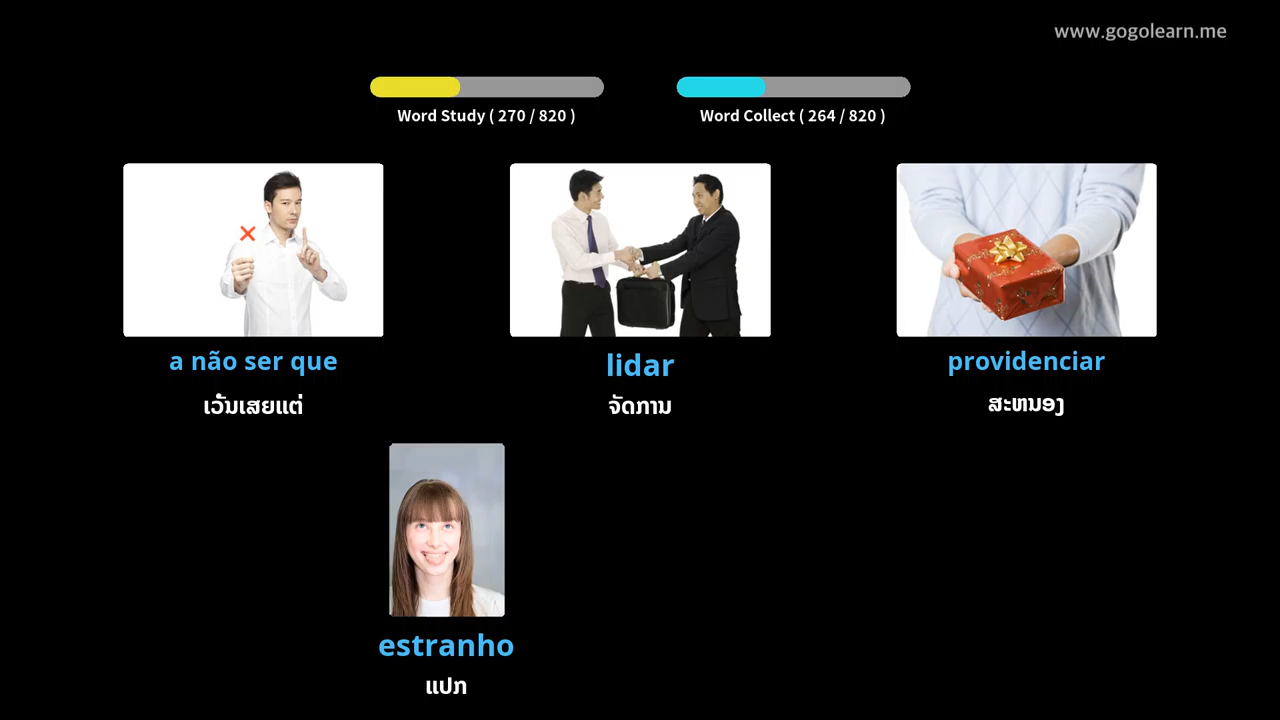 www.gogolearn.me
Word Study ( 270 / 820 )
Word Collect ( 264 / 820 )
a não ser que
lidar
providenciar
ເວັ້ນເສຍແຕ່
ຈັດການ
ສະຫນອງ
estranho
ແປກ